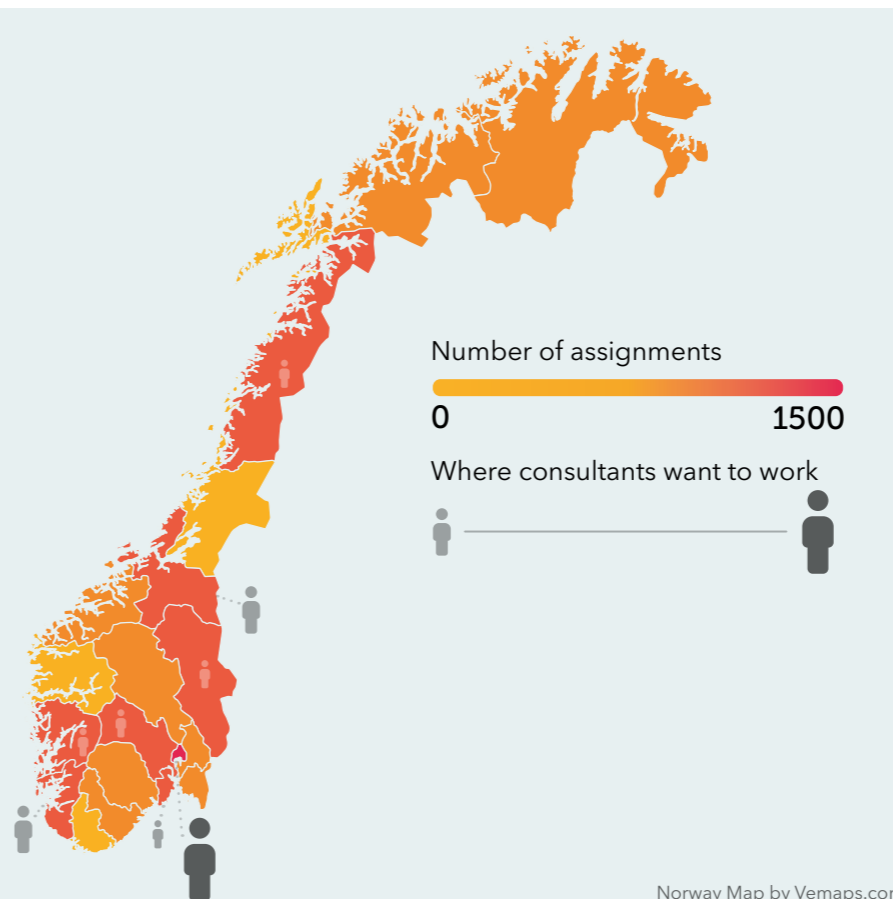 Number of assignments
0 1500
Where consultants want to work
Norway Map by Vemaps.com